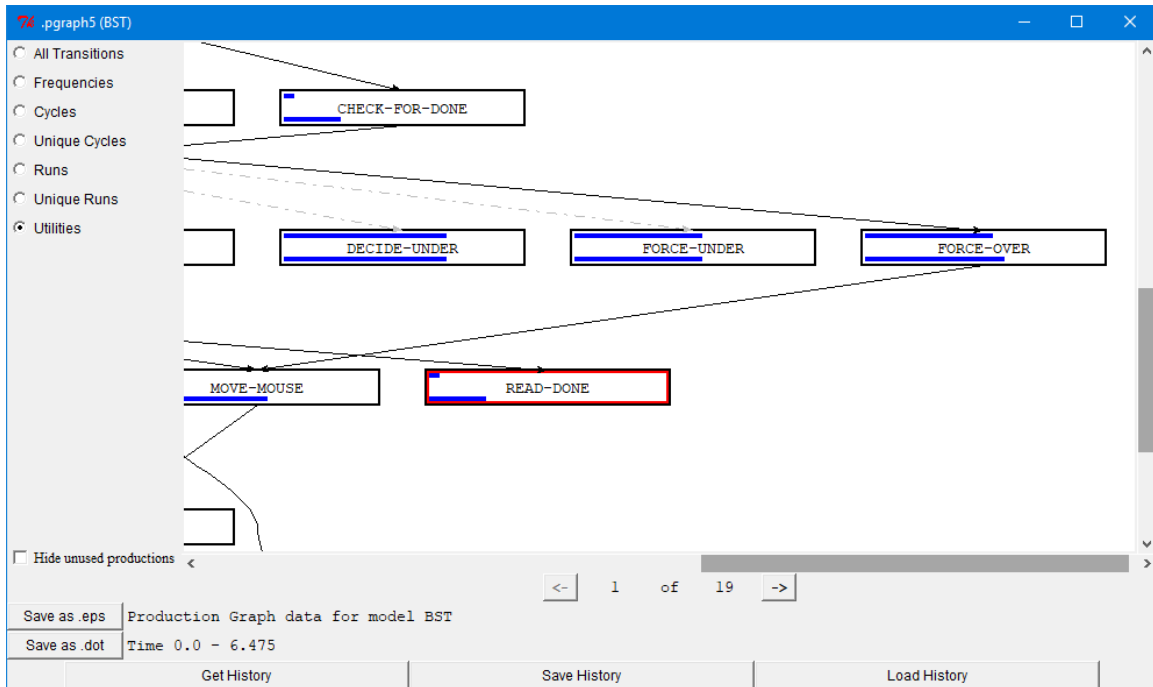 .pgraph5 (BST)
All Transitions
Frequencies
Cycles
Unique Cycles
Runs
Unique Runs
Utilities
CHECK-FOR-DONE
DECIDE-UNDER
FORCE-UNDER
FORCE-OVER
MOVE-MOUSE
READ-DONE
Hide unused productions
<- 1 of 19 ->
Save as .eps Production Graph data for model BST
Save as .dot Time 0.0 - 6.475
Get History Save History Load History